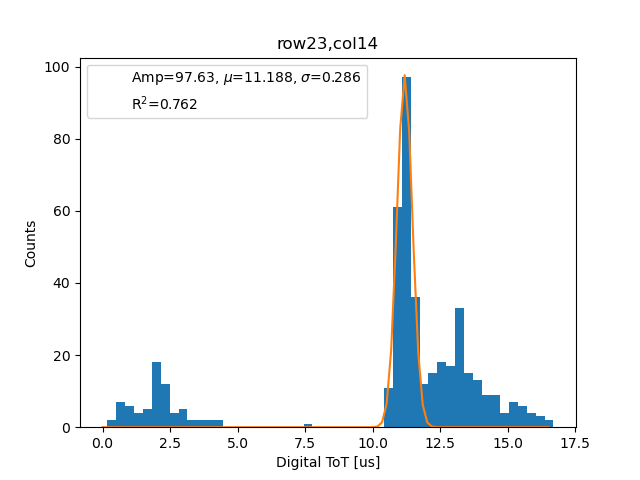 row23,col14
Amp=97.63, μ=11.188, σ=0.286
R²=0.762
100
80
60
40
20
0
Counts
0.0 2.5 5.0 7.5 10.0 12.5 15.0 17.5
Digital ToT [us]